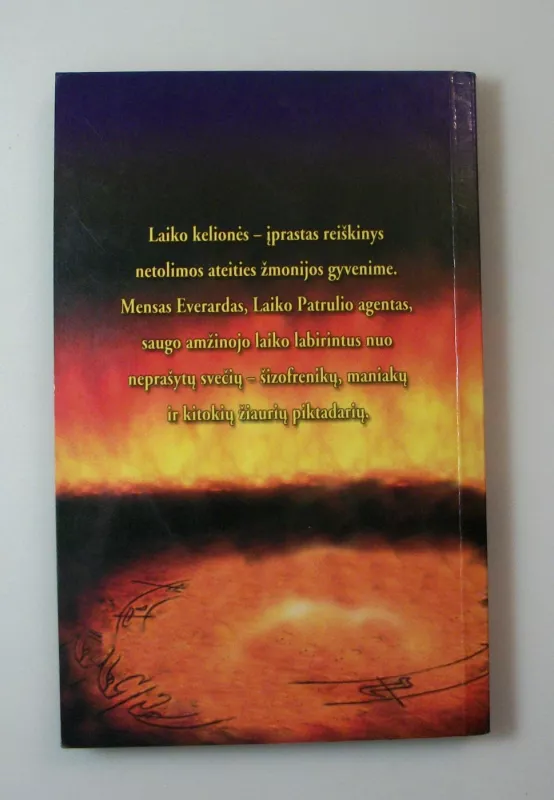 Laiko kelionės – įprastas reiškinys
netolimos ateities žmonijos gyvenime.
Mensas Everardas, Laiko Patrulio agentas,
saugo amžinojo laiko labirintus nuo
neprašytų svečių – šizofrenikų, maniakų
ir kitokių žiaurių piktadarių.